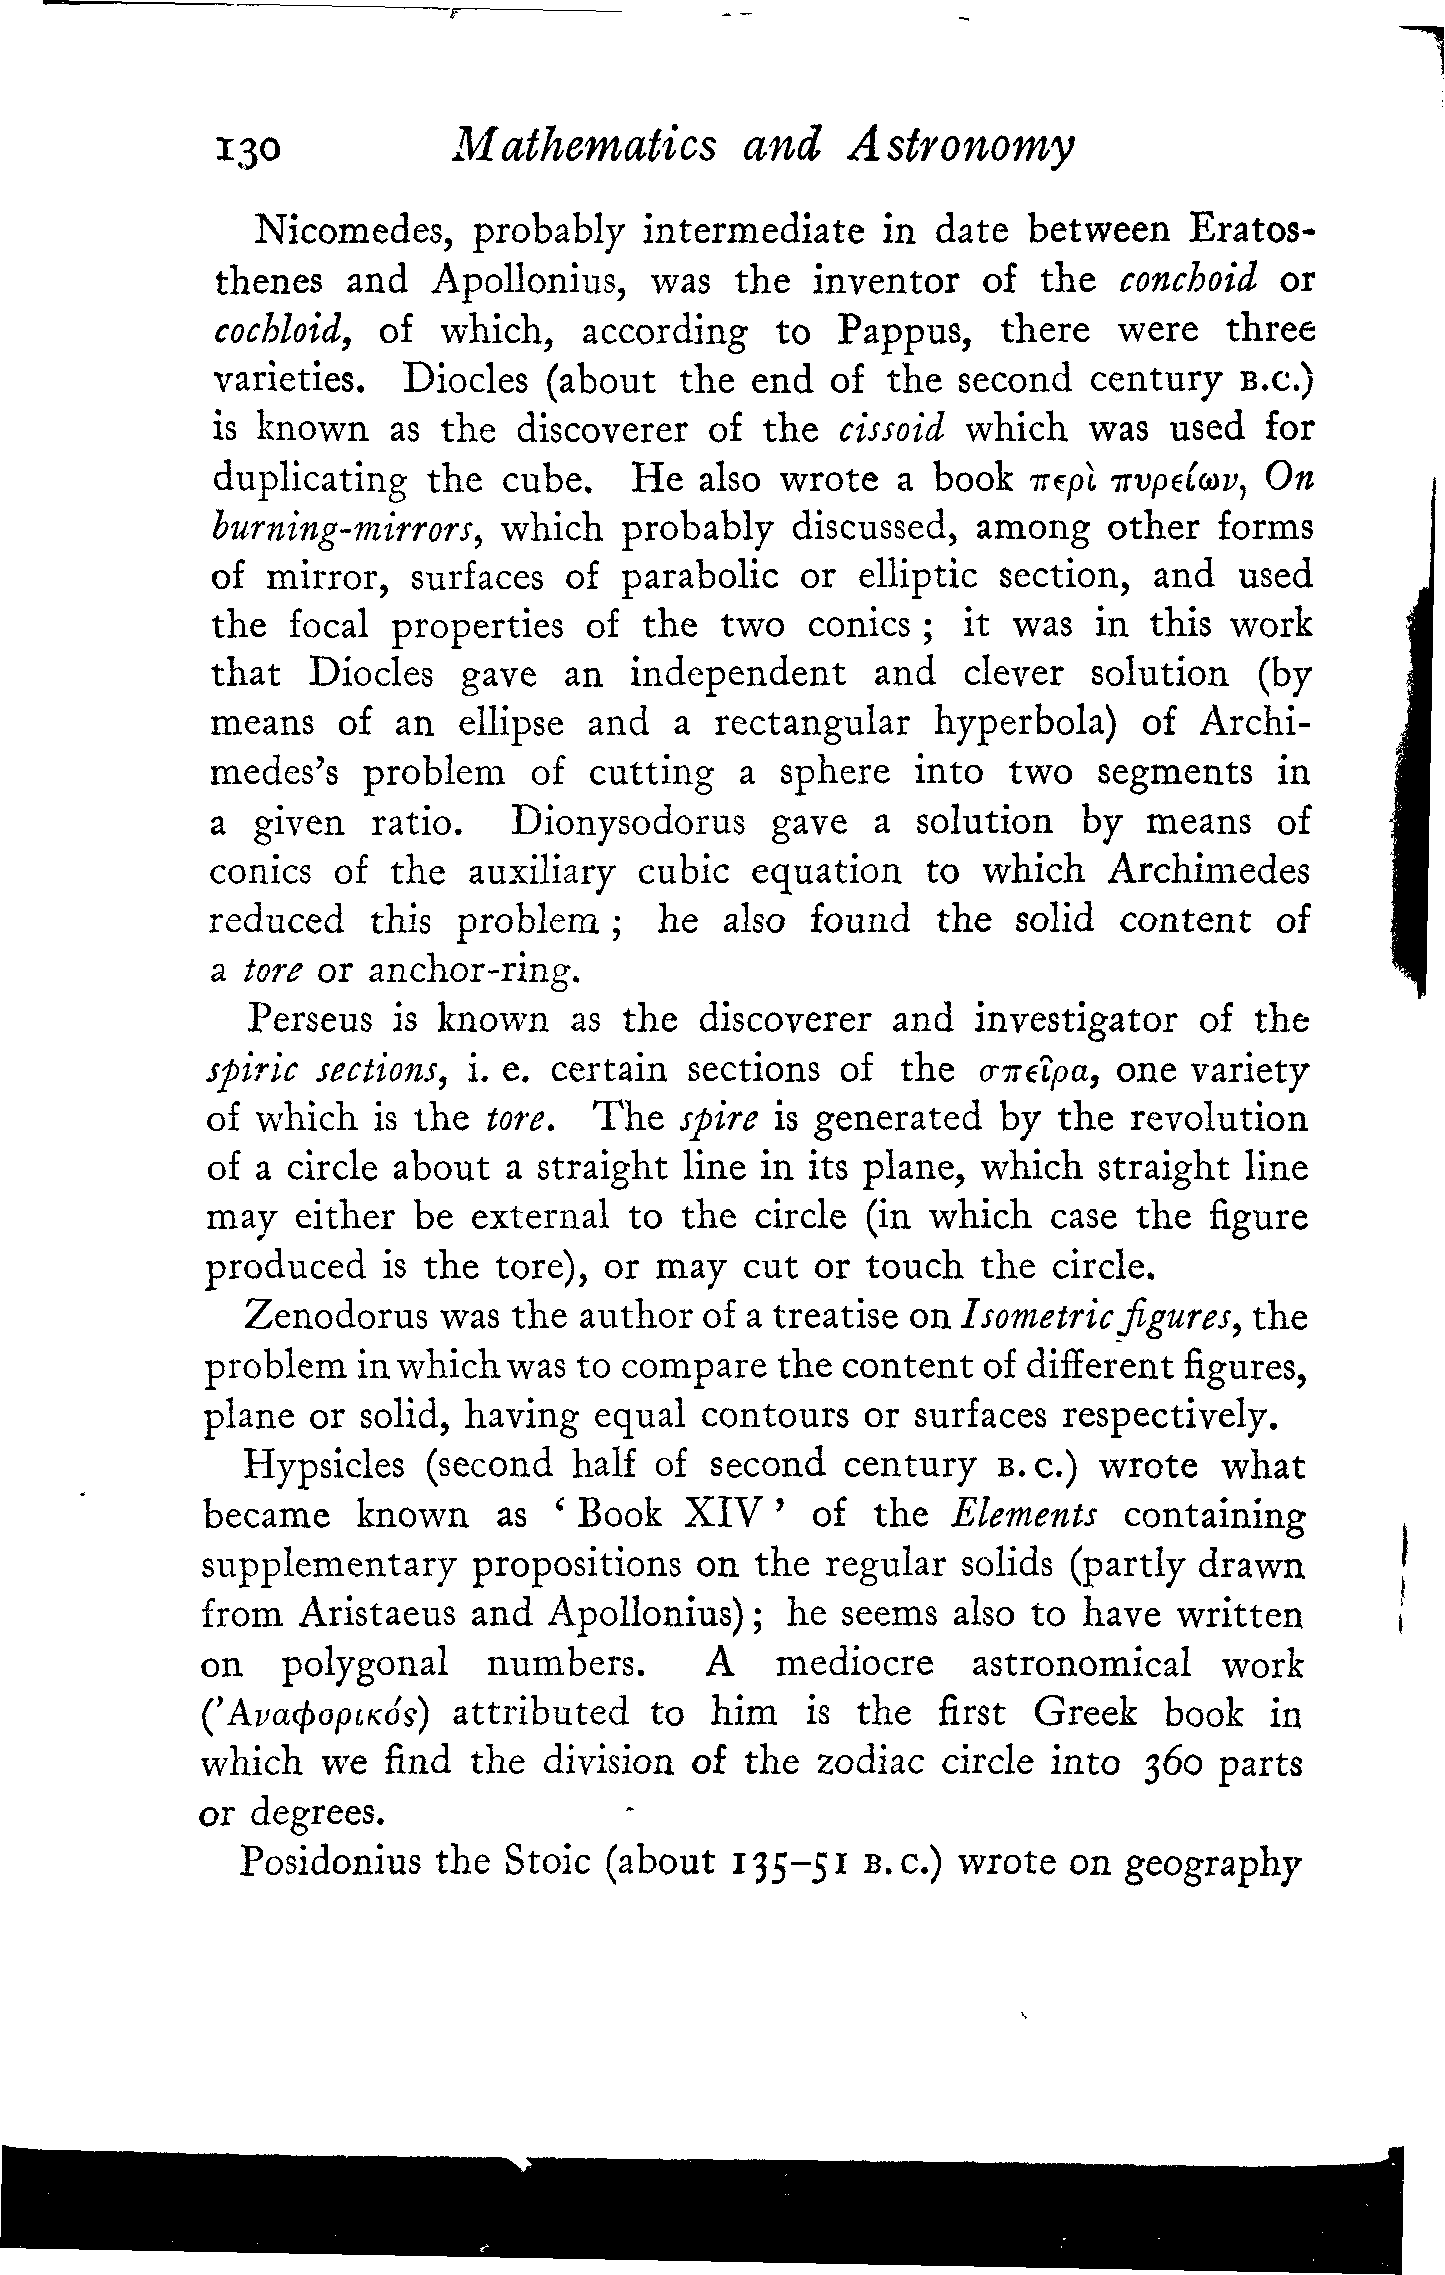 130 Mathematics and Astronomy
Nicomedes, probably intermediate in date between Eratos-
thenes and Apollonius, was the inventor of the conchoid or
cochloid, of which, according to Pappus, there were three
varieties. Diocles (about the end of the second century B.C.)
is known as the discoverer of the cissoid which was used for
duplicating the cube. He also wrote a book περὶ πυρείων, On
burning-mirrors, which probably discussed, among other forms
of mirror, surfaces of parabolic or elliptic section, and used
the focal properties of the two conics ; it was in this work
that Diocles gave an independent and clever solution (by
means of an ellipse and a rectangular hyperbola) of Archi-
medes's problem of cutting a sphere into two segments in
a given ratio. Dionysodorus gave a solution by means of
conics of the auxiliary cubic equation to which Archimedes
reduced this problem ; he also found the solid content of
a tore or anchor-ring.
Perseus is known as the discoverer and investigator of the
spiric sections, i. e. certain sections of the σπεῖρα, one variety
of which is the tore. The spire is generated by the revolution
of a circle about a straight line in its plane, which straight line
may either be external to the circle (in which case the figure
produced is the tore), or may cut or touch the circle.
Zenodorus was the author of a treatise on Isometric figures, the
problem in which was to compare the content of different figures,
plane or solid, having equal contours or surfaces respectively.
Hypsicles (second half of second century B. C.) wrote what
became known as ‘ Book XIV ’ of the Elements containing
supplementary propositions on the regular solids (partly drawn
from Aristaeus and Apollonius) ; he seems also to have written
on polygonal numbers. A mediocre astronomical work
(Ἀναφορικός) attributed to him is the first Greek book in
which we find the division of the zodiac circle into 360 parts
or degrees.
Posidonius the Stoic (about 135–51 B. C.) wrote on geography